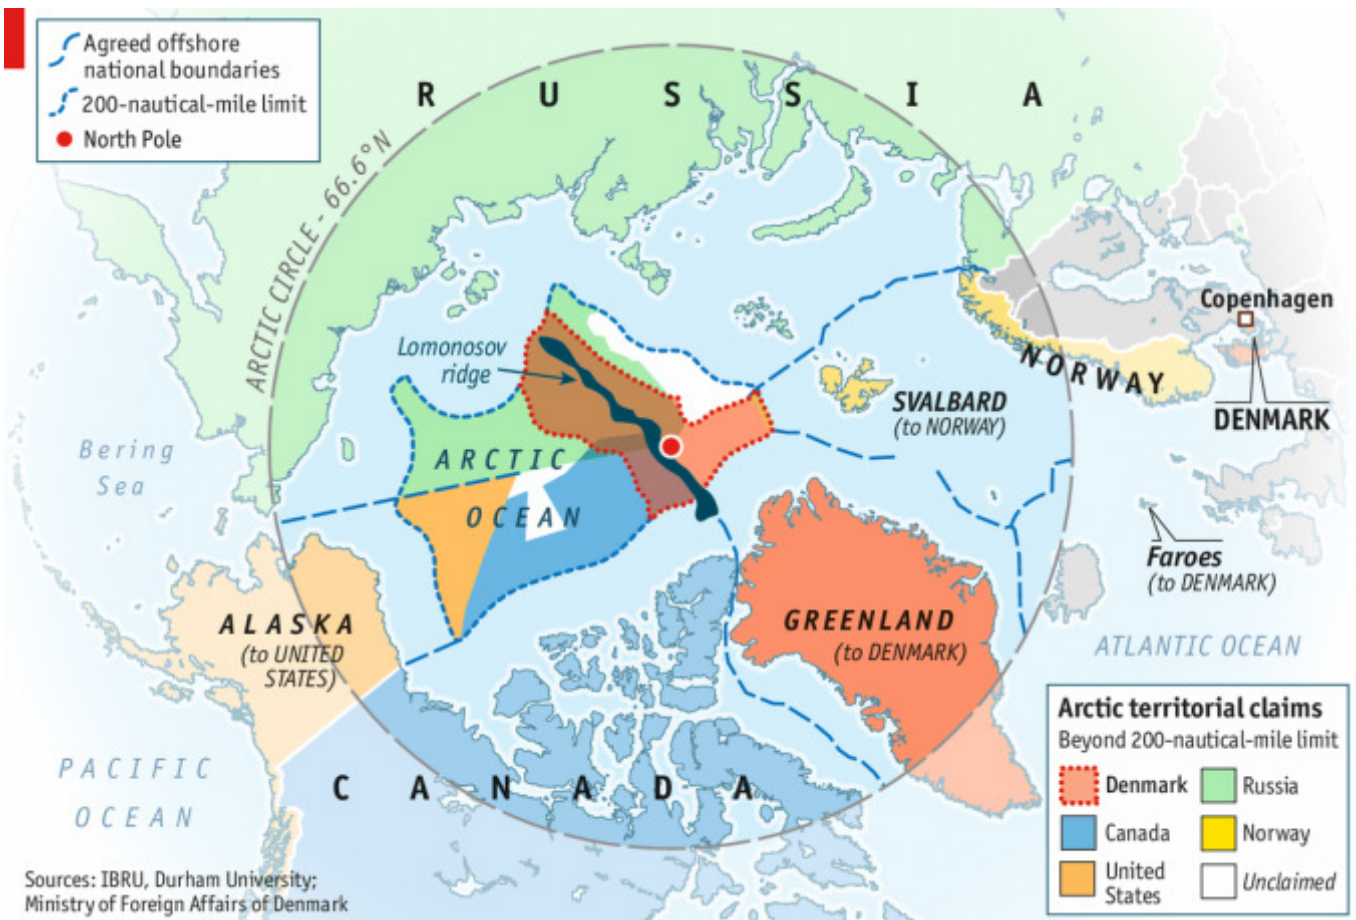 Agreed offshore
national boundaries
200-nautical-mile limit
North Pole
RUSSIA
ARCTIC CIRCLE - 66.6°N
Lomonosov
ridge
Copenhagen
NORWAY
SVALBARD
(to NORWAY)
DENMARK
Bering
Sea
ARCTIC
OCEAN
Faroes
(to DENMARK)
ALASKA
(to UNITED
STATES)
GREENLAND
(to DENMARK)
ATLANTIC OCEAN
PACIFIC
OCEAN
CANADA
Arctic territorial claims
Beyond 200-nautical-mile limit
Denmark
Russia
Canada
Norway
United
States
Unclaimed
Sources: IBRU, Durham University;
Ministry of Foreign Affairs of Denmark